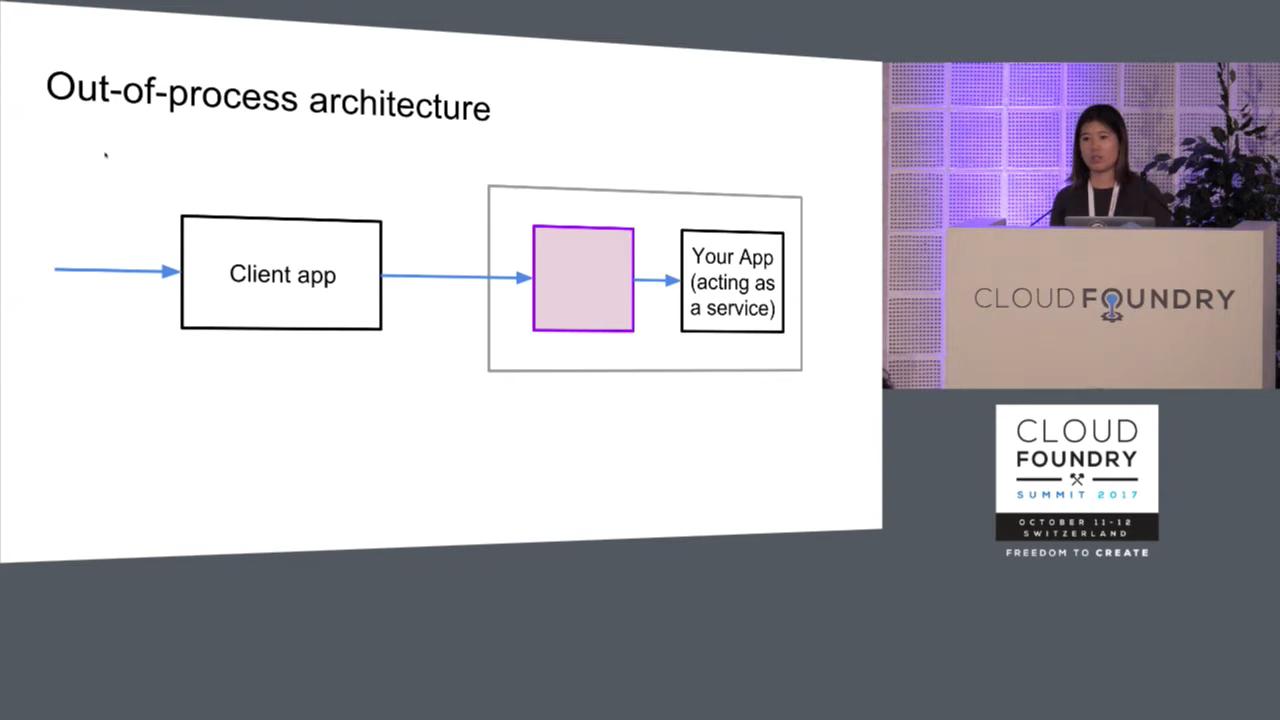 Out-of-process architecture
Client app
Your App
(acting as
a service)
CLOUD FOUNDRY
CLOUD
FOUNDRY
SUMMIT 2017
OCTOBER 11-12
SWITZERLAND
FREEDOM TO CREATE